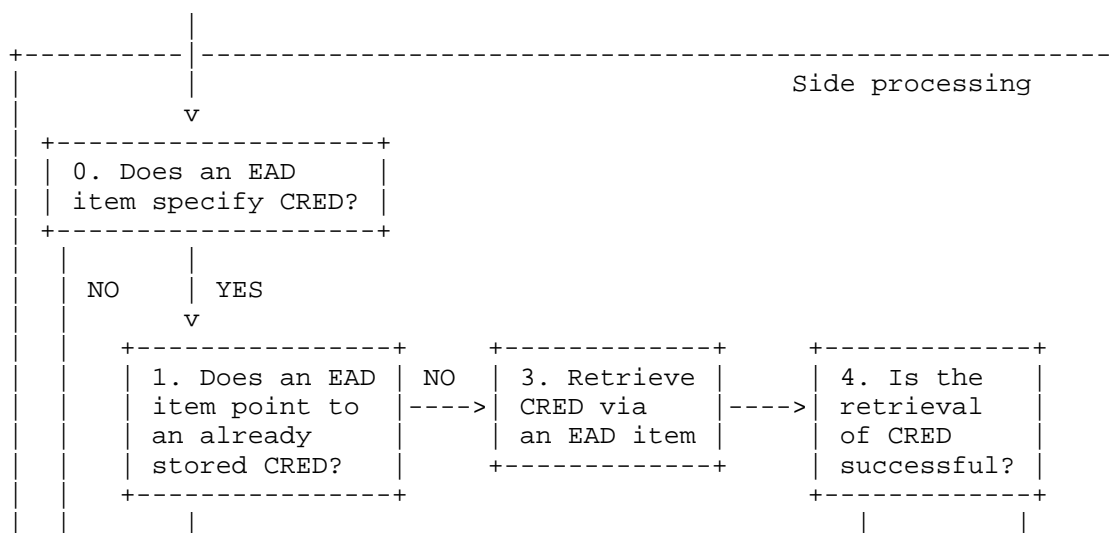 Side processing
0. Does an EAD
item specify CRED?
NO YES
1. Does an EAD NO 3. Retrieve 4. Is the
item point to CRED via retrieval
an already an EAD item of CRED
stored CRED? successful?